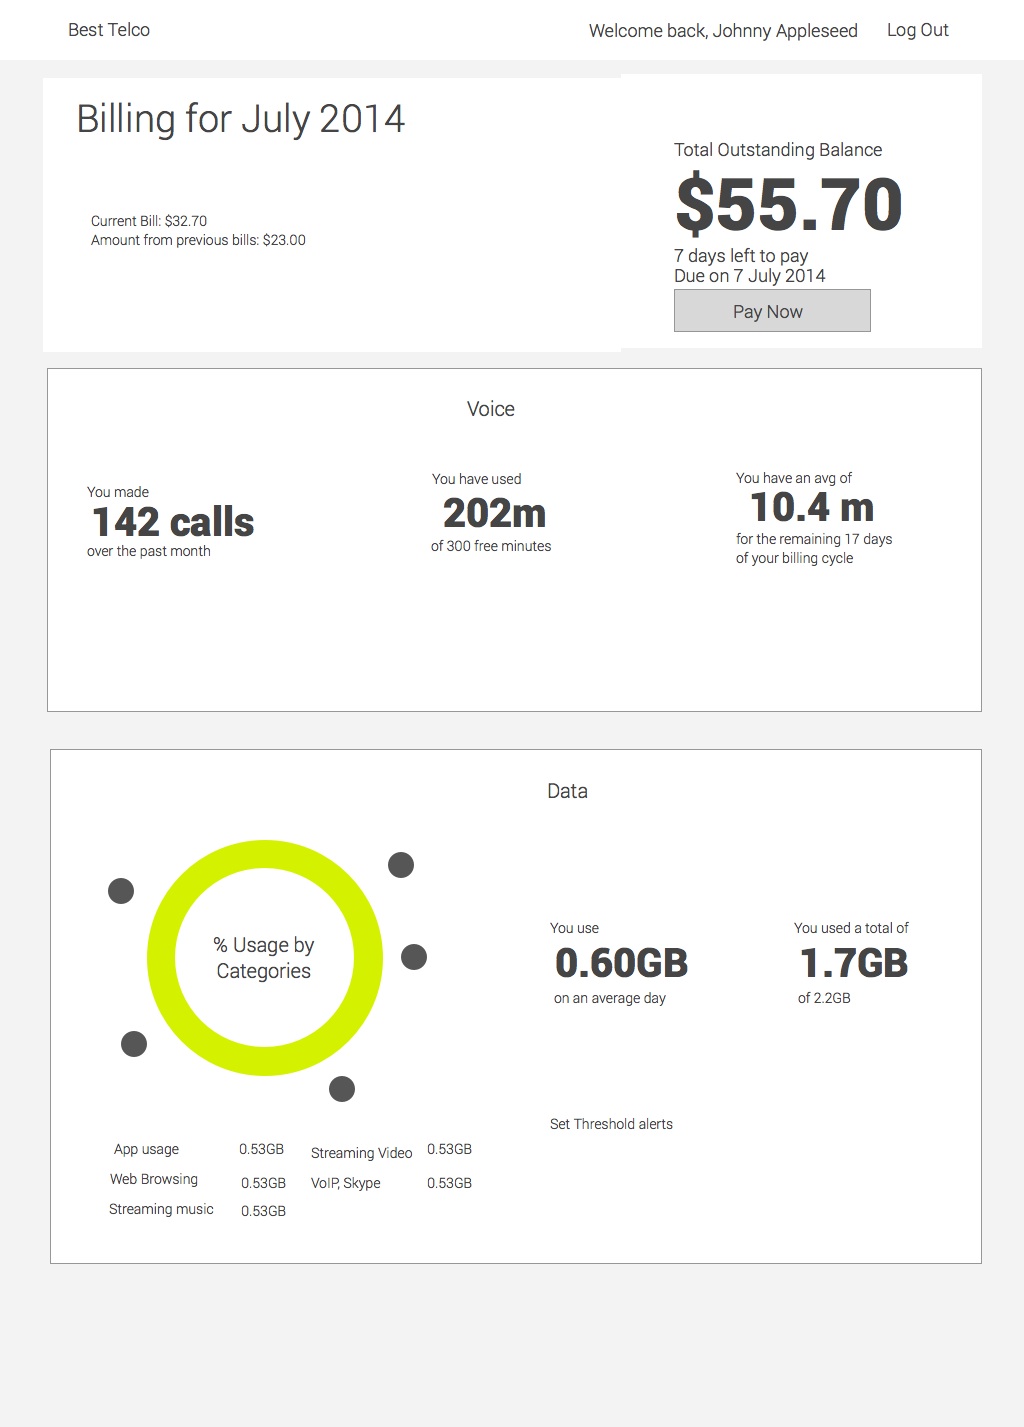 Best Telco
Welcome back, Johnny Appleseed
Log Out
Billing for July 2014
Current Bill: $32.70
Amount from previous bills: $23.00
Total Outstanding Balance
$55.70
7 days left to pay
Due on 7 July 2014
Pay Now
Voice
You made
142 calls
over the past month
You have used
202m
of 300 free minutes
You have an avg of
10.4 m
for the remaining 17 days
of your billing cycle
Data
% Usage by
Categories
You use
0.60GB
on an average day
You used a total of
1.7GB
of 2.2GB
Set Threshold alerts
App usage 0.53GB
Web Browsing 0.53GB
Streaming music 0.53GB
Streaming Video 0.53GB
VoIP, Skype 0.53GB